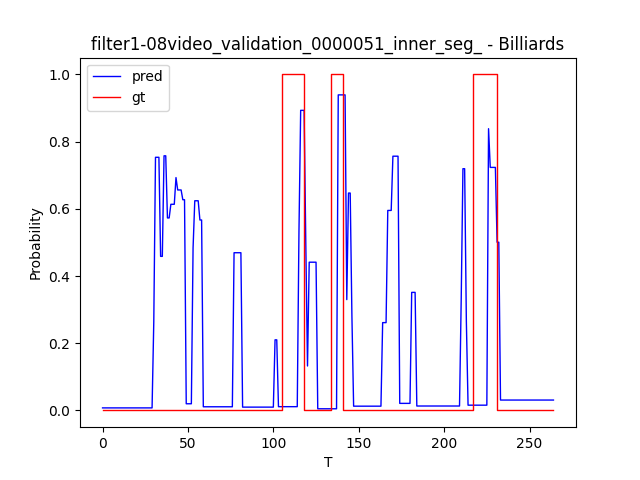 filter1-08video_validation_0000051_inner_seg_ - Billiards
pred
gt
1.0
0.8
0.6
0.4
0.2
0.0
Probability
0
50
100
150
200
250
T